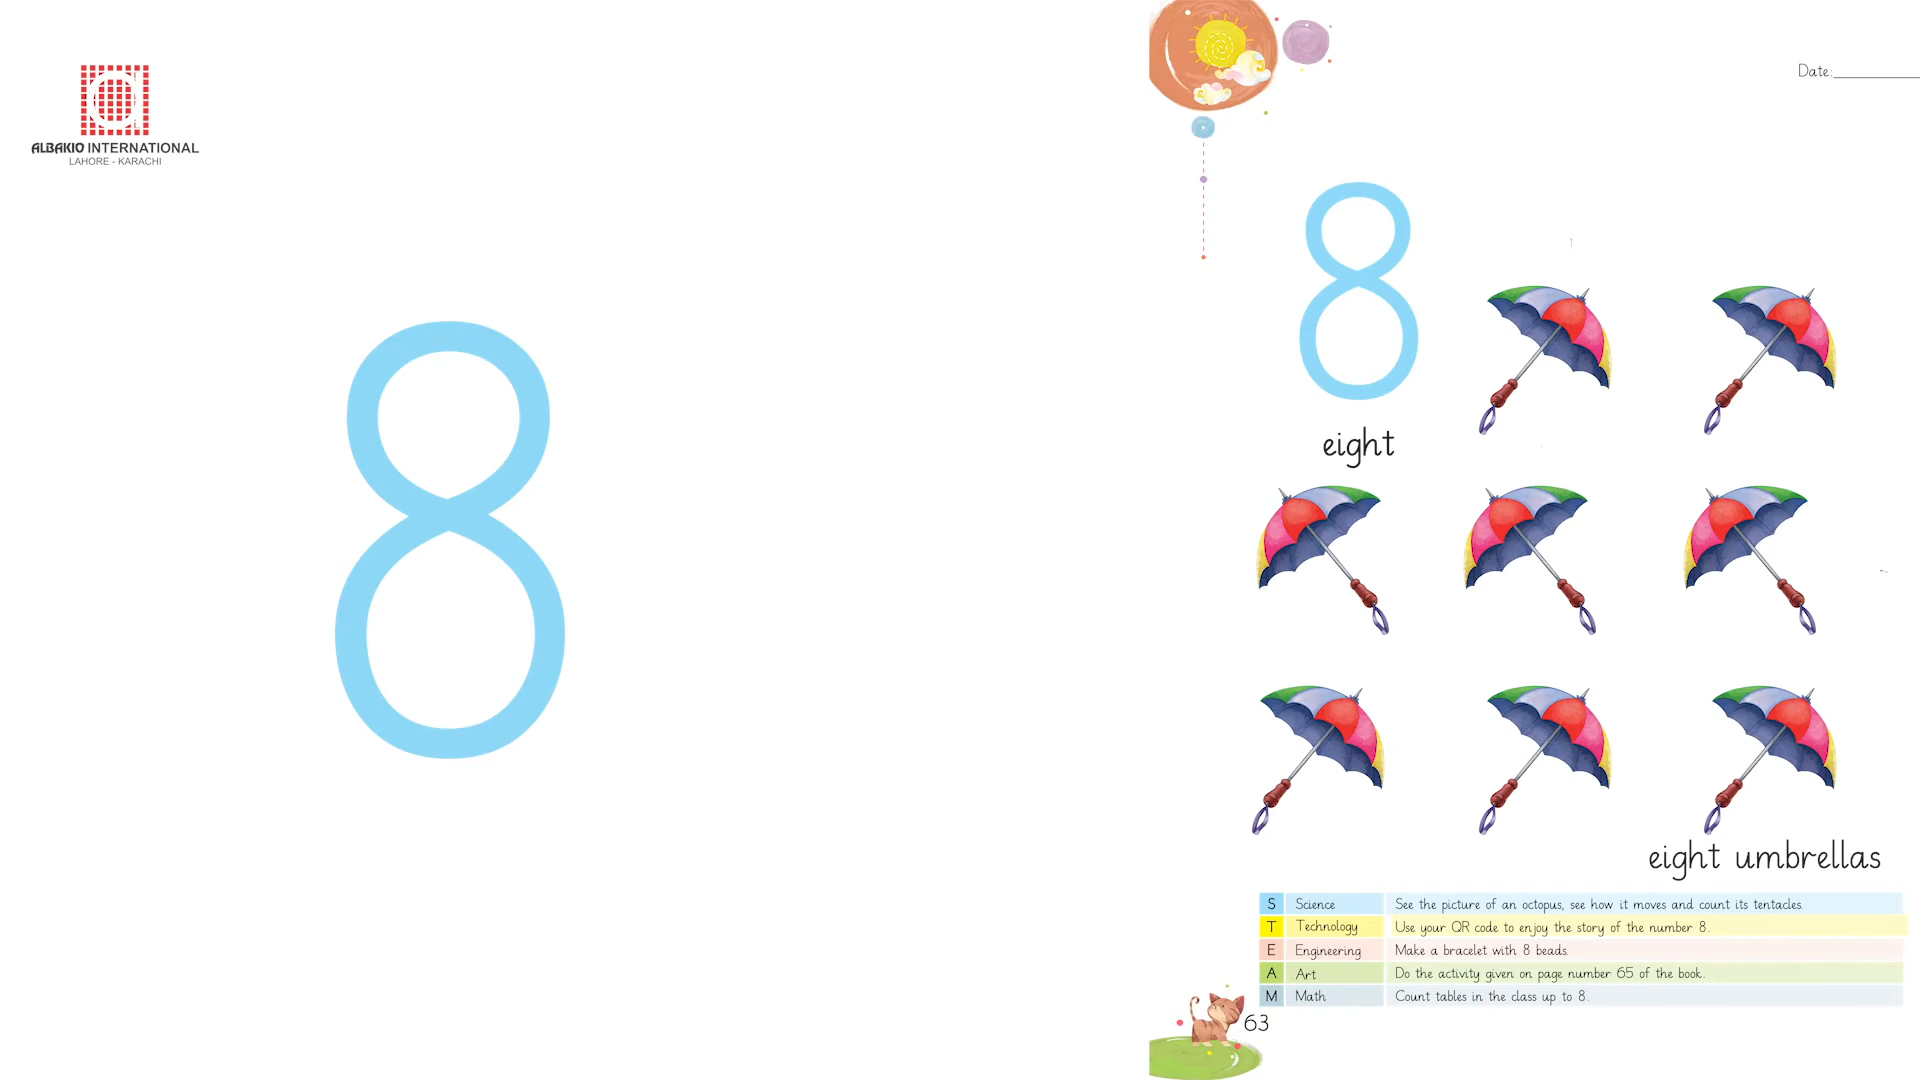 ALBAKIO INTERNATIONAL
LAHORE - KARACHI
8
Date:
8
eight
eight umbrellas
S Science See the picture of an octopus, see how it moves and count its tentacles.
T Technology Use your QR code to enjoy the story of the number 8.
E Engineering Make a bracelet with 8 beads.
A Art Do the activity given on page number 65 of the book.
M Math Count tables in the class up to 8.
63